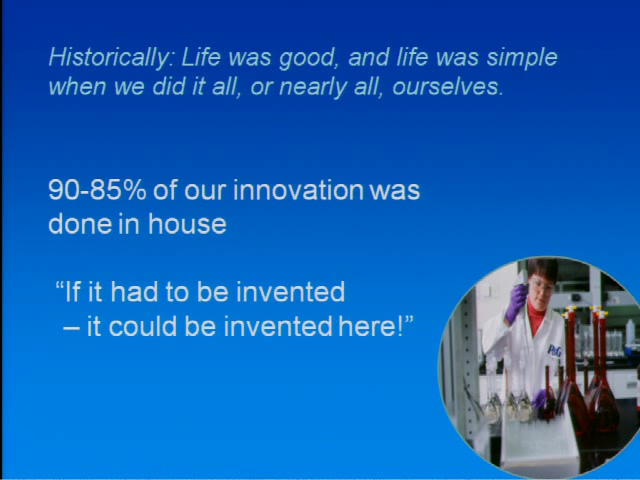 Historically: Life was good, and life was simple
when we did it all, or nearly all, ourselves.
90-85% of our innovation was
done in house
“If it had to be invented
– it could be invented here!”
P&G